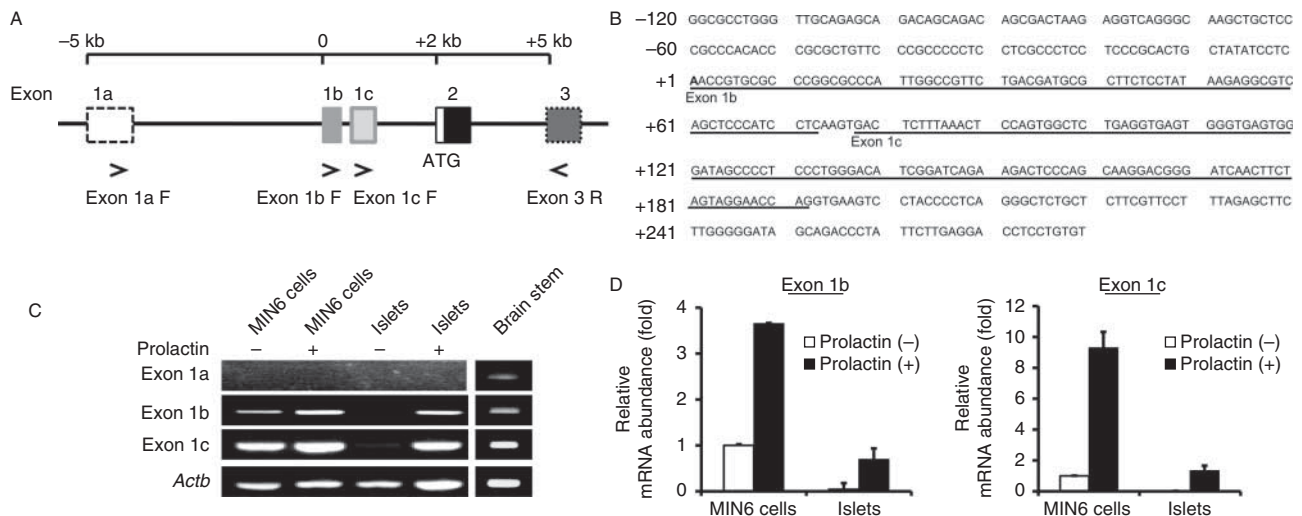 A
−5 kb 0 +2 kb +5 kb
Exon 1a 1b 1c 2 3
ATG
Exon 1a F Exon 1b F Exon 1c F Exon 3 R
B
−120 GGCGCCTGGG TTGCAGAGCA GACAGCAGAC AGCGACTAAG AGGTCAGGGC AAGCTGCTCC
−60 CGCCCACACC CGCGCTGTTC CCGCCCCCTC CTCGCCCTCC TCCCGCACTG CTATATCCTC
+1 AACCGTGCGC CCGGCGCCCA TTGGCCGTTC TGACGATGCG CTTCTCCTAT AAGAGGCGTC
Exon 1b
+61 AGCTCCCATC CTCAAGTGAC TCTTTAAACT CCAGTGGCTC TGAGGTGAGT GGGTGAGTGG
Exon 1c
+121 GATAGCCCCT CCCTGGGACA TCGGATCAGA AGACTCCCAG CAAGGACGGG ATCAACTTCT
+181 AGTAGGAACC AGGTGAAGTC CTACCCCTCA GGGCTCTGCT CTTCGTTCCT TTAGAGCTTC
+241 TTGGGGGATA GCAGACCCTA TTCTTGAGGA CCTCCTGTGT
C
MIN6 cells MIN6 cells Islets Islets Brain stem
Prolactin − + − +
Exon 1a
Exon 1b
Exon 1c
Actb
D
Exon 1b
Relative
mRNA abundance (fold)
4
3
2
1
0
Prolactin (−)
Prolactin (+)
MIN6 cells Islets
Exon 1c
Relative
mRNA abundance (fold)
12
10
8
6
4
2
0
Prolactin (−)
Prolactin (+)
MIN6 cells Islets